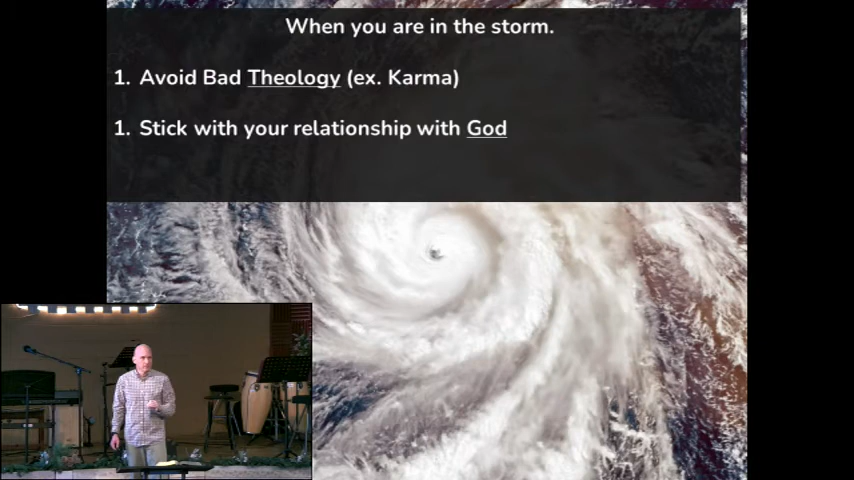 When you are in the storm.
1. Avoid Bad Theology (ex. Karma)
1. Stick with your relationship with God